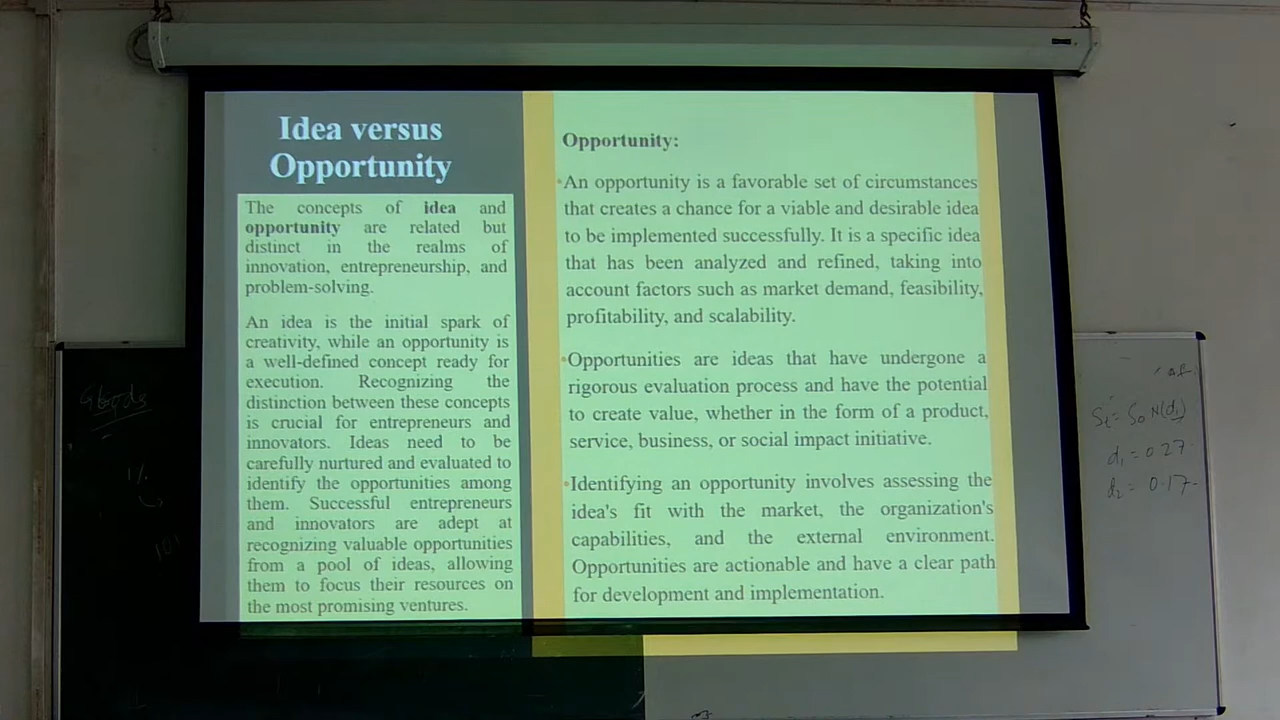 Idea versus
Opportunity
The concepts of idea and
opportunity are related but
distinct in the realms of
innovation, entrepreneurship, and
problem-solving.
An idea is the initial spark of
creativity, while an opportunity is
a well-defined concept ready for
execution. Recognizing the
distinction between these concepts
is crucial for entrepreneurs and
innovators. Ideas need to be
carefully nurtured and evaluated to
identify the opportunities among
them. Successful entrepreneurs
and innovators are adept at
recognizing valuable opportunities
from a pool of ideas, allowing
them to focus their resources on
the most promising ventures.
Opportunity:
•An opportunity is a favorable set of circumstances
that creates a chance for a viable and desirable idea
to be implemented successfully. It is a specific idea
that has been analyzed and refined, taking into
account factors such as market demand, feasibility,
profitability, and scalability.
•Opportunities are ideas that have undergone a
rigorous evaluation process and have the potential
to create value, whether in the form of a product,
service, business, or social impact initiative.
•Identifying an opportunity involves assessing the
idea's fit with the market, the organization's
capabilities, and the external environment.
Opportunities are actionable and have a clear path
for development and implementation.
1%
St = S0 N(d1)
d1 = 0.27
d2 = 0.17